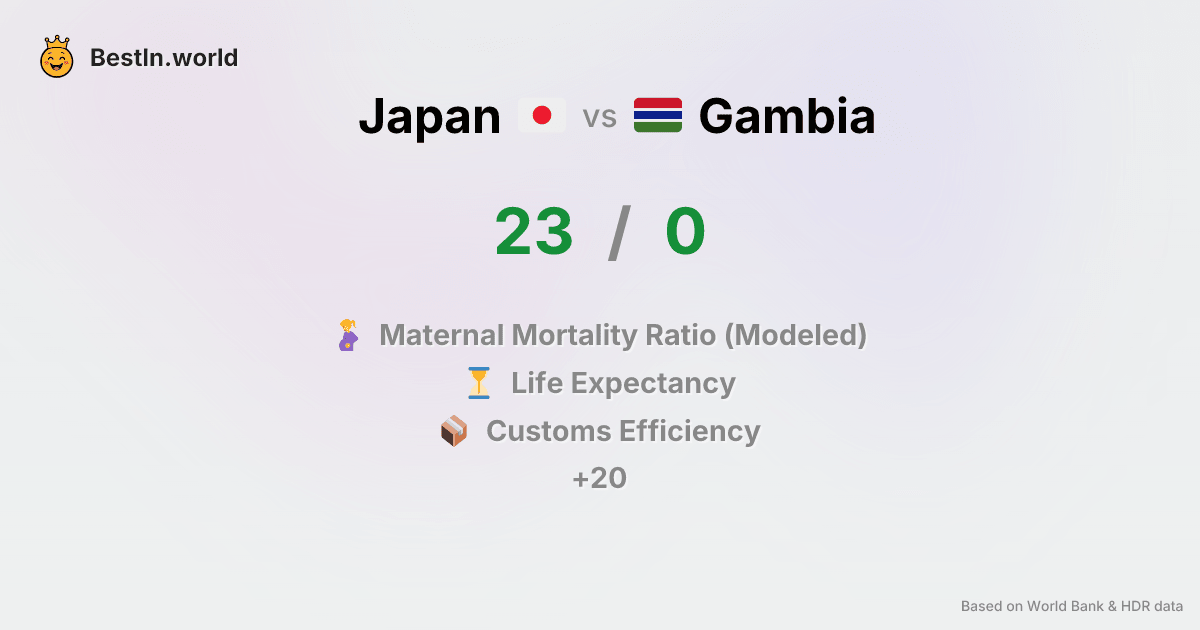 BestIn.world
Japan vs Gambia
23 / 0
Maternal Mortality Ratio (Modeled)
Life Expectancy
Customs Efficiency
+20
Based on World Bank & HDR data